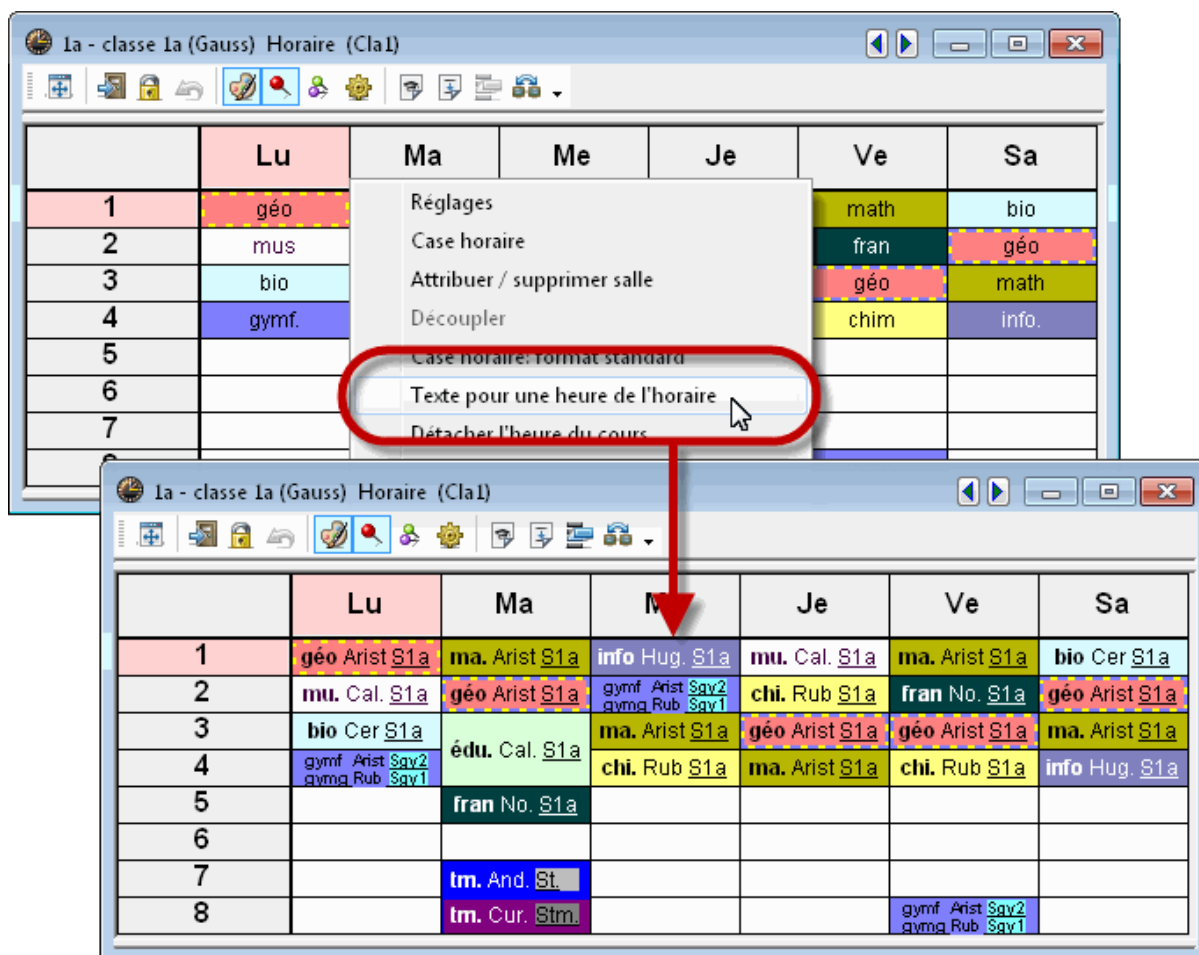 1a - classe 1a (Gauss) Horaire (Cla1)
Lu Ma Me Je Ve Sa
1 géo math bio
2 mus fran géo
3 bio géo math
4 gymf. chim info.
5
6
7
Réglages
Case horaire
Attribuer / supprimer salle
Découpler
Case horaire: format standard
Texte pour une heure de l'horaire
Détacher l'heure du cours
1a - classe 1a (Gauss) Horaire (Cla1)
Lu Ma Je Ve Sa
1 géo Arist S1a ma. Arist S1a info Hug. S1a mu. Cal. S1a ma. Arist S1a bio Cer S1a
2 mu. Cal. S1a géo Arist S1a gymf Arist Sgy2 chi. Rub S1a fran No. S1a géo Arist S1a
gymg Rub Sgy1
3 bio Cer S1a édu. Cal. S1a ma. Arist S1a géo Arist S1a géo Arist S1a ma. Arist S1a
4 gymf Arist Sgy2 chi. Rub S1a ma. Arist S1a chi. Rub S1a info Hug. S1a
gymg Rub Sgy1
5 fran No. S1a
6
7 tm. And. St.
8 tm. Cur. Stm. gymf Arist Sgy2
gymg Rub Sgy1